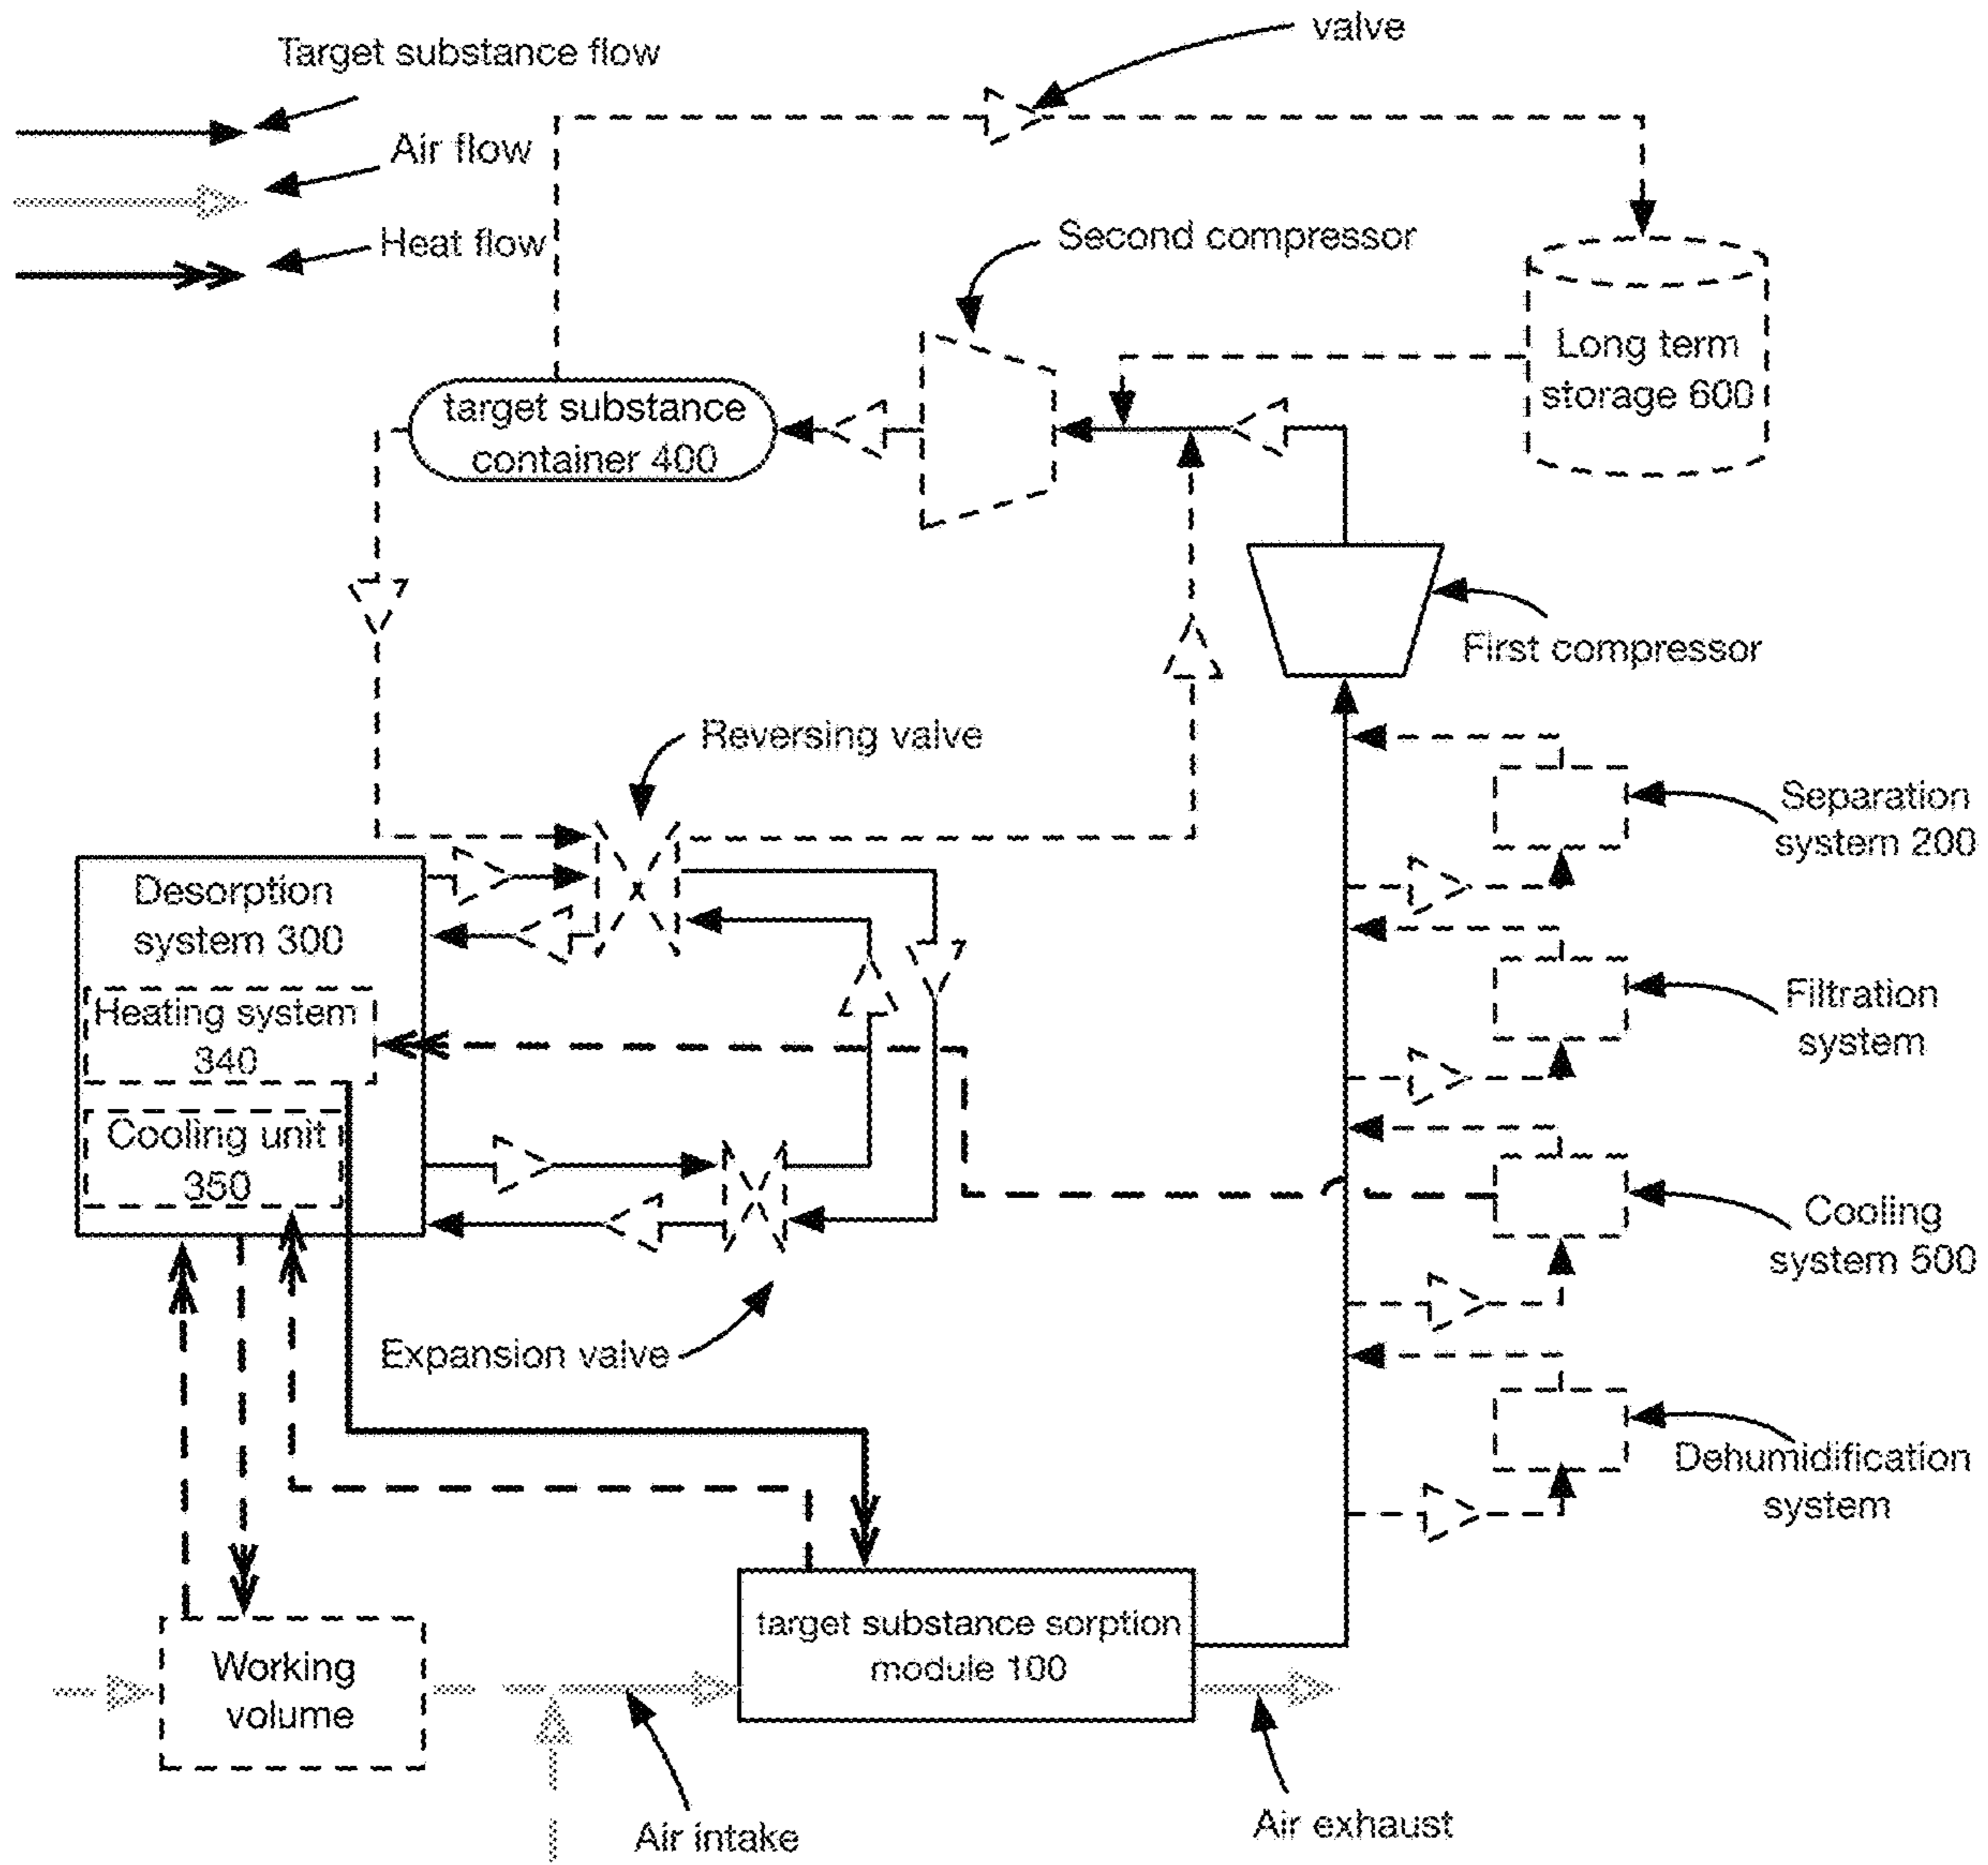 Target substance flow
valve
Air flow
Heat flow
Second compressor
Long term
storage 600
target substance
container 400
First compressor
Reversing valve
Separation
system 200
Desorption
system 300
Heating system
340
Filtration
system
Cooling unit
350
Cooling
system 500
Expansion valve
Dehumidification
system
target substance sorption
module 100
Working
volume
Air intake
Air exhaust